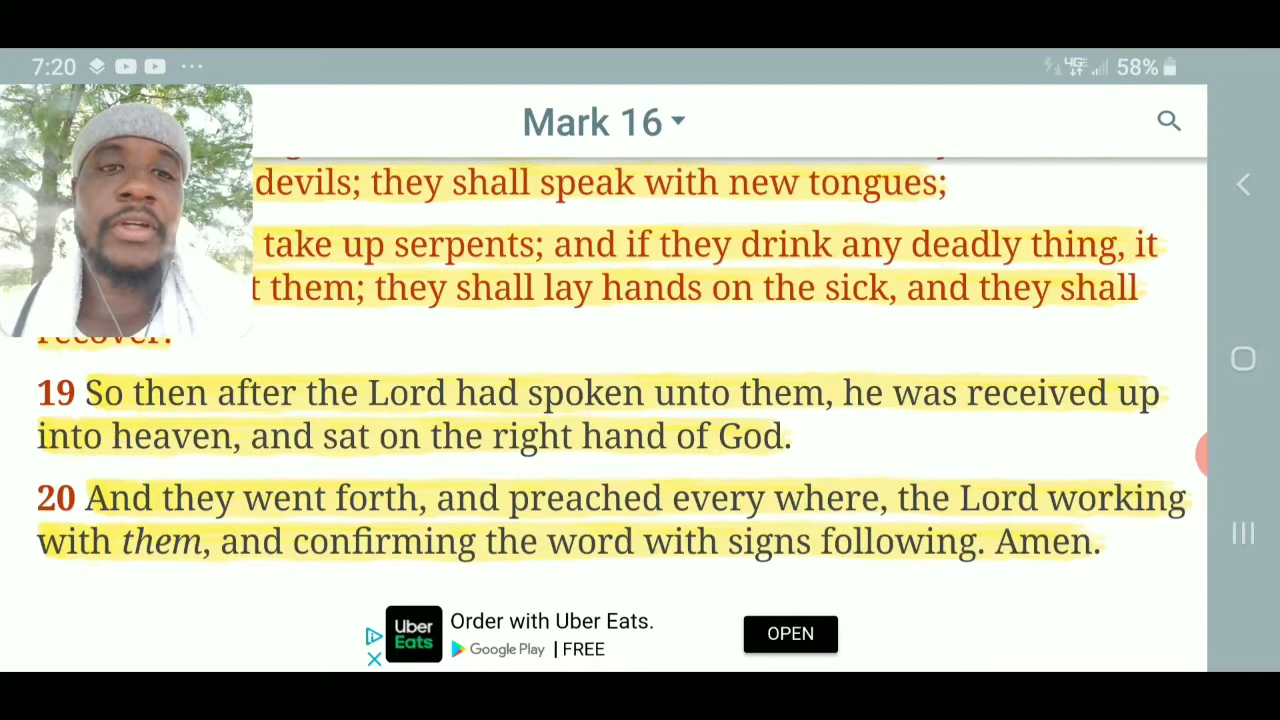 7:20 ... 4GE 58%
Mark 16
devils; they shall speak with new tongues;
take up serpents; and if they drink any deadly thing, it
t them; they shall lay hands on the sick, and they shall
recover.
19 So then after the Lord had spoken unto them, he was received up
into heaven, and sat on the right hand of God.
20 And they went forth, and preached every where, the Lord working
with them, and confirming the word with signs following. Amen.
Uber
Eats
Order with Uber Eats.
Google Play | FREE
OPEN